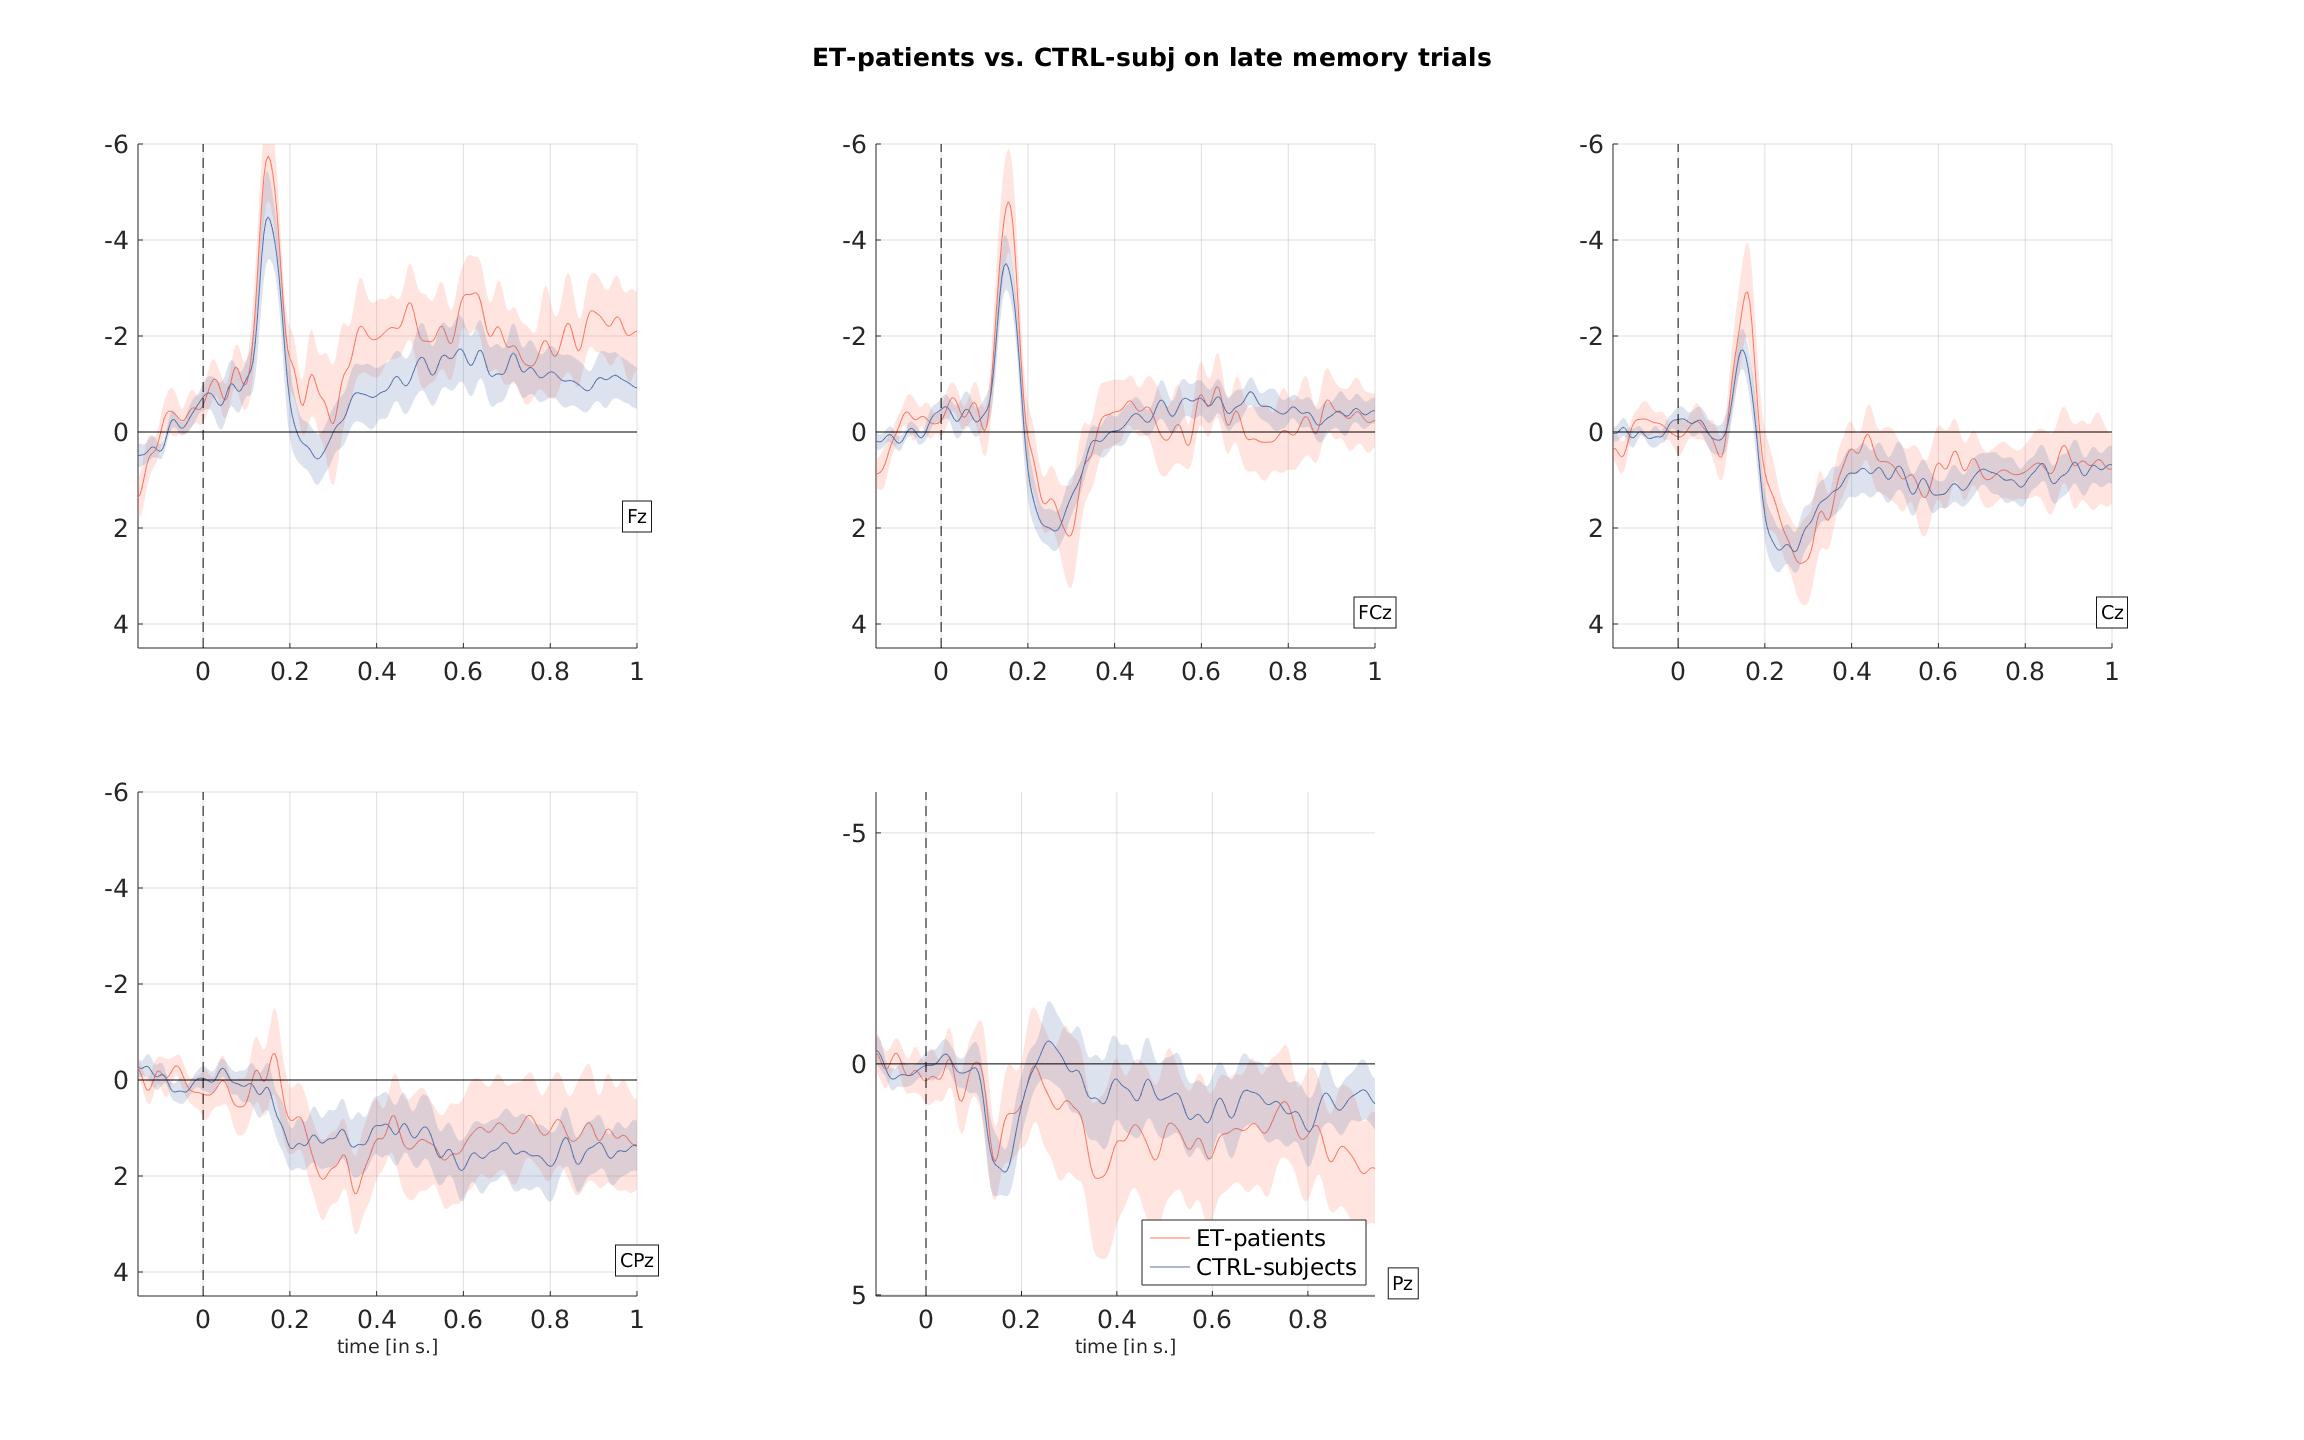 ET-patients vs. CTRL-subj on late memory trials
-6
-4
-2
0
2
4
0 0.2 0.4 0.6 0.8 1
Fz
-6
-4
-2
0
2
4
0 0.2 0.4 0.6 0.8 1
FCz
-6
-4
-2
0
2
4
0 0.2 0.4 0.6 0.8 1
Cz
-6
-4
-2
0
2
4
0 0.2 0.4 0.6 0.8 1
time [in s.]
CPz
-5
0
5
0 0.2 0.4 0.6 0.8
time [in s.]
ET-patients
CTRL-subjects
Pz